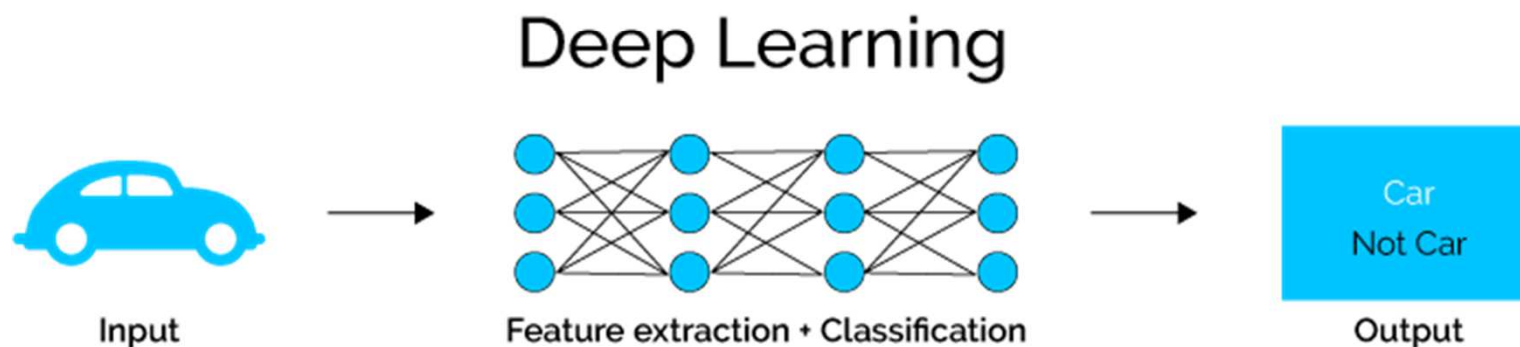 Deep Learning
Car
Not Car
Input
Feature extraction + Classification
Output